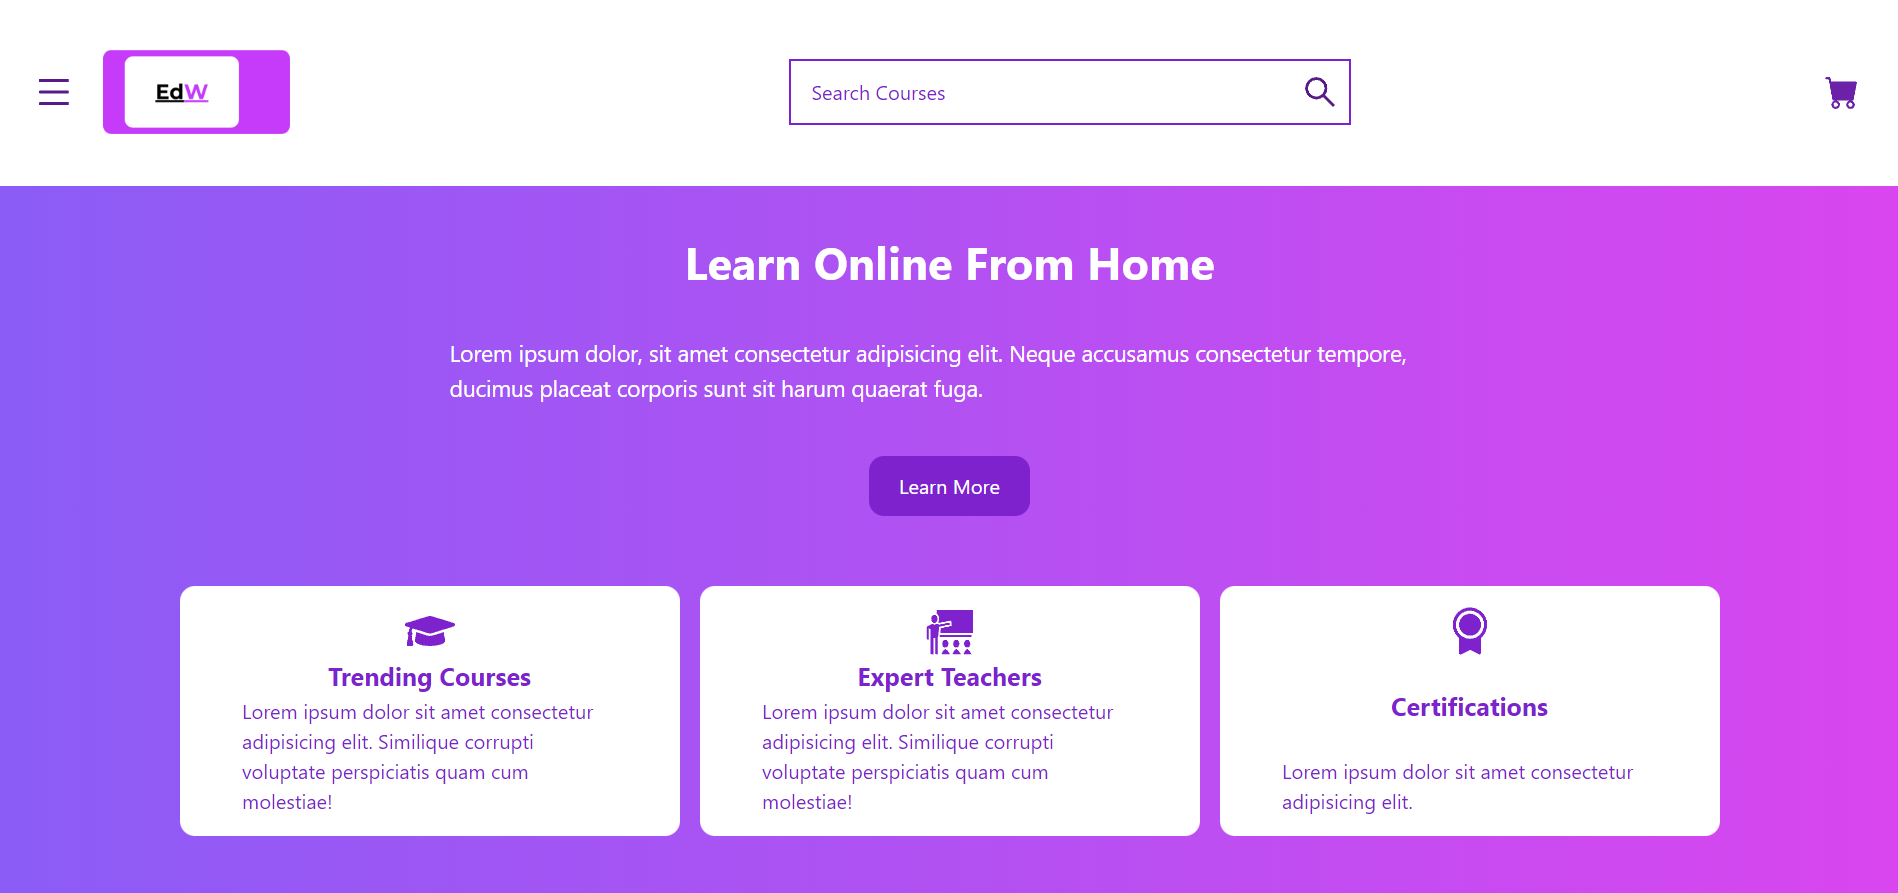 EdW
Search Courses
Learn Online From Home
Lorem ipsum dolor, sit amet consectetur adipisicing elit. Neque accusamus consectetur tempore,
ducimus placeat corporis sunt sit harum quaerat fuga.
Learn More
Trending Courses
Lorem ipsum dolor sit amet consectetur
adipisicing elit. Similique corrupti
voluptate perspiciatis quam cum
molestiae!
Expert Teachers
Lorem ipsum dolor sit amet consectetur
adipisicing elit. Similique corrupti
voluptate perspiciatis quam cum
molestiae!
Certifications
Lorem ipsum dolor sit amet consectetur
adipisicing elit.